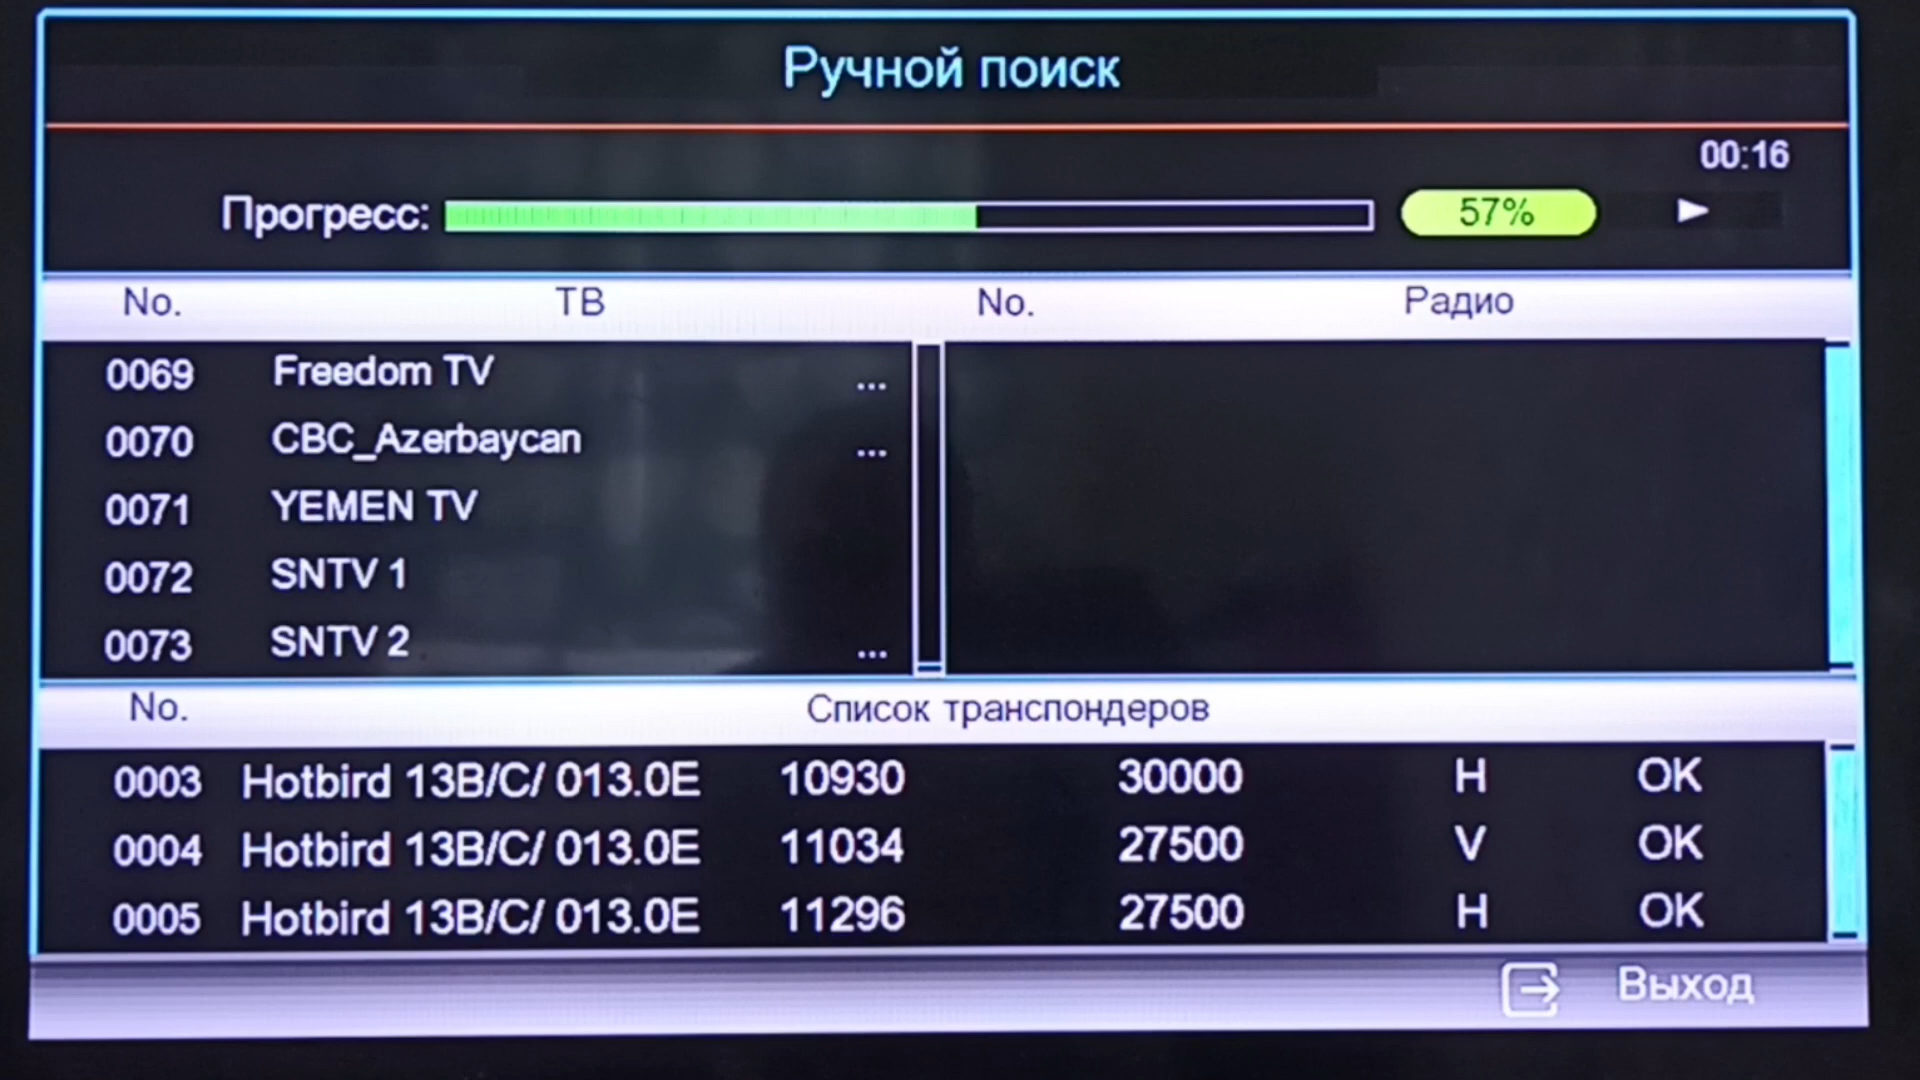 Ручной поиск
00:16
Прогресс: 57%
No. ТВ No. Радио
0069 Freedom TV ...
0070 CBC_Azerbaycan ...
0071 YEMEN TV
0072 SNTV 1
0073 SNTV 2 ...
No. Список транспондеров
0003 Hotbird 13B/C/ 013.0E 10930 30000 H OK
0004 Hotbird 13B/C/ 013.0E 11034 27500 V OK
0005 Hotbird 13B/C/ 013.0E 11296 27500 H OK
Выход